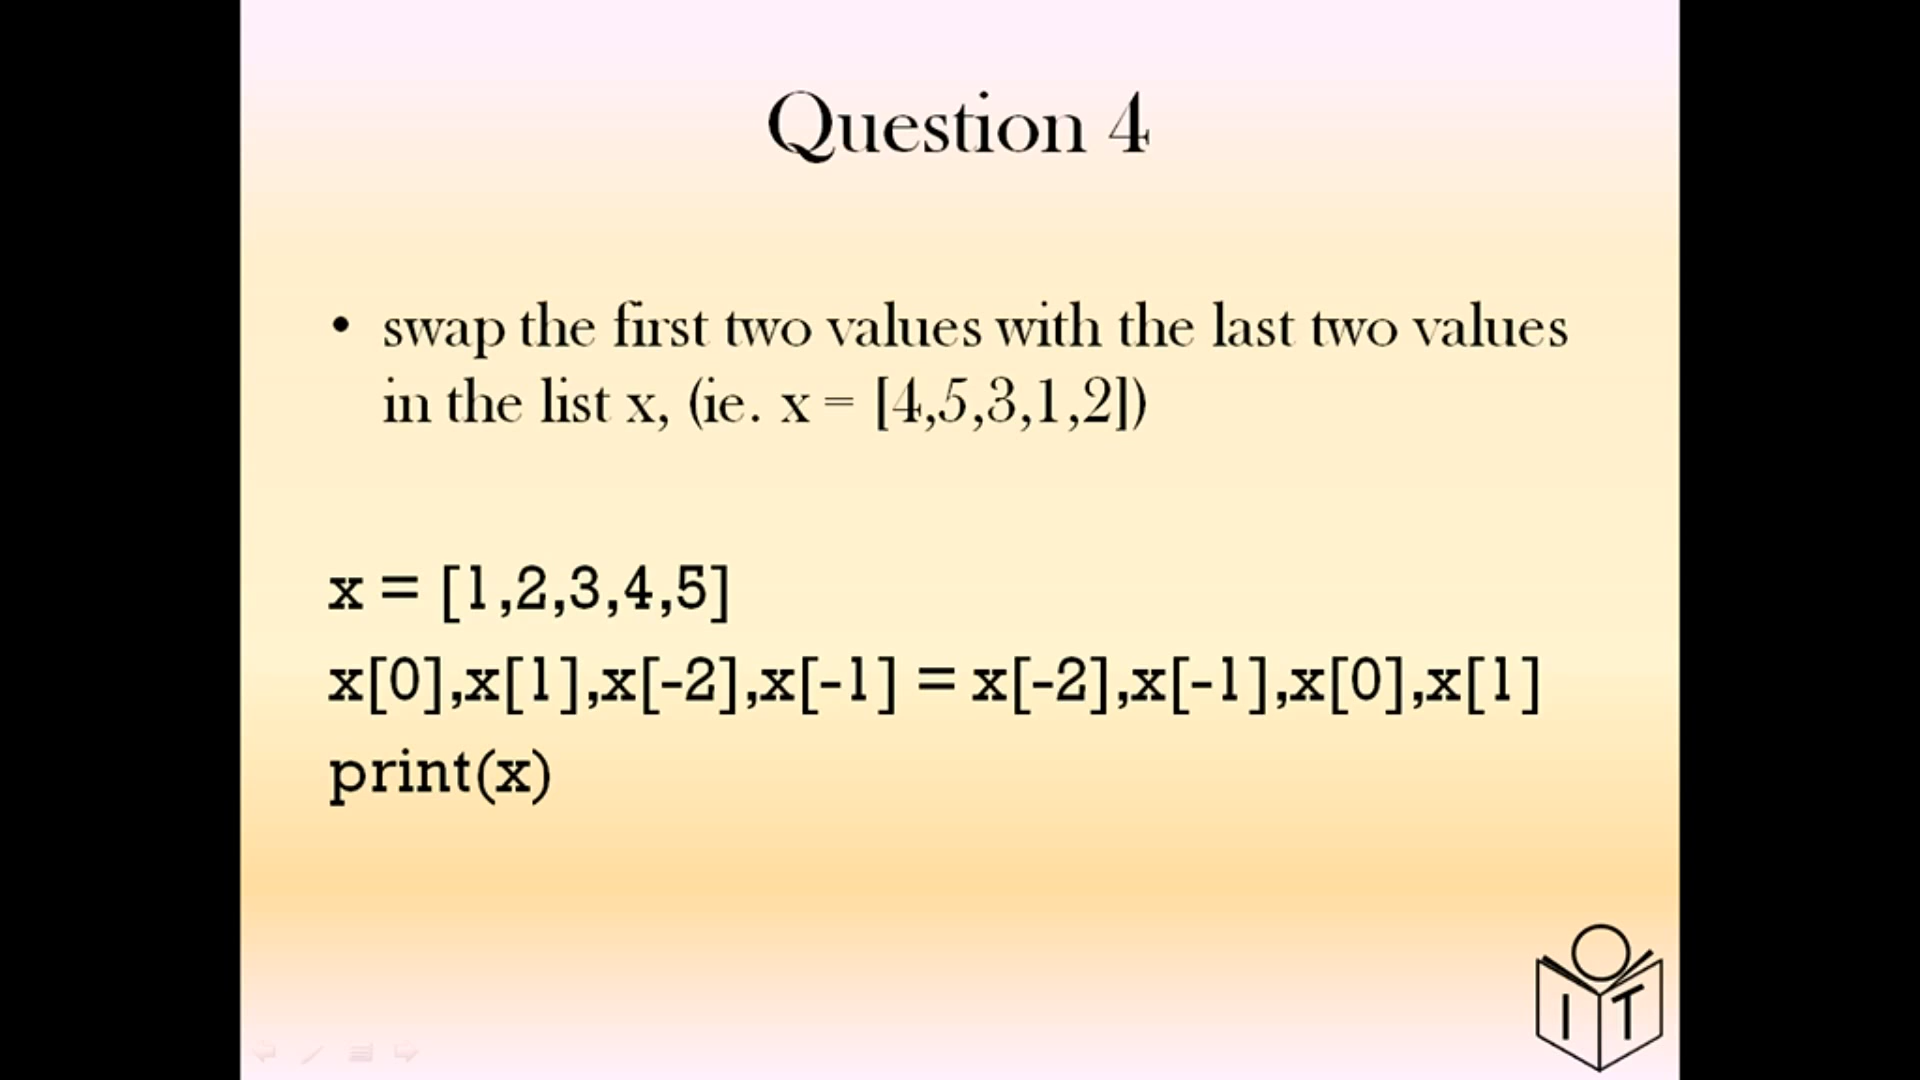 Question 4
• swap the first two values with the last two values
in the list x, (ie. x = [4,5,3,1,2])
x = [1,2,3,4,5]
x[0],x[1],x[-2],x[-1] = x[-2],x[-1],x[0],x[1]
print(x)
I T